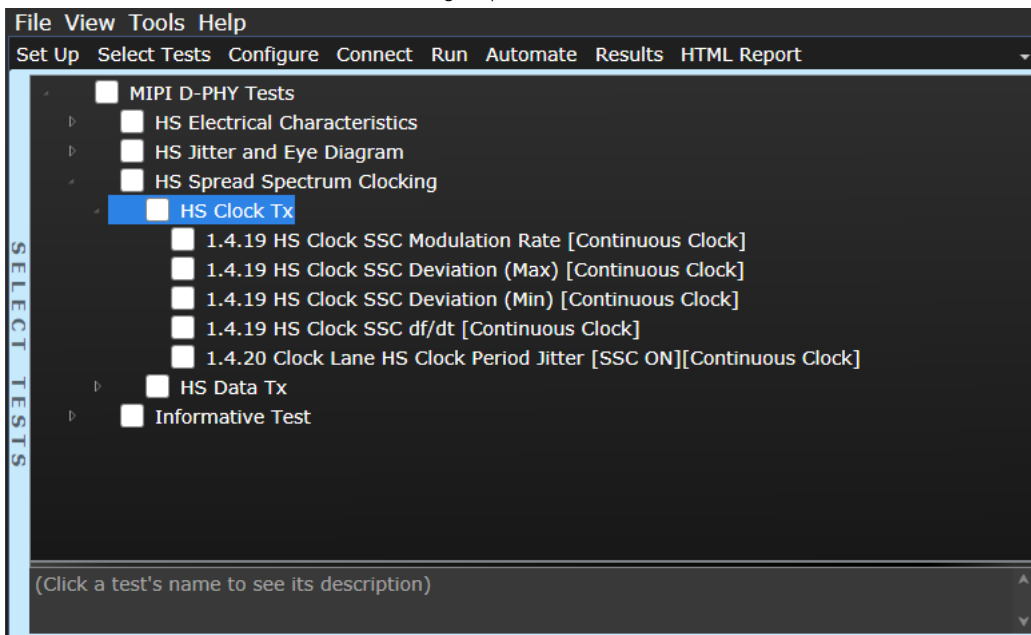 File View Tools Help
Set Up Select Tests Configure Connect Run Automate Results HTML Report
MIPI D-PHY Tests
HS Electrical Characteristics
HS Jitter and Eye Diagram
HS Spread Spectrum Clocking
HS Clock Tx
1.4.19 HS Clock SSC Modulation Rate [Continuous Clock]
1.4.19 HS Clock SSC Deviation (Max) [Continuous Clock]
1.4.19 HS Clock SSC Deviation (Min) [Continuous Clock]
1.4.19 HS Clock SSC df/dt [Continuous Clock]
1.4.20 Clock Lane HS Clock Period Jitter [SSC ON][Continuous Clock]
HS Data Tx
Informative Test
SELECT TESTS
(Click a test's name to see its description)